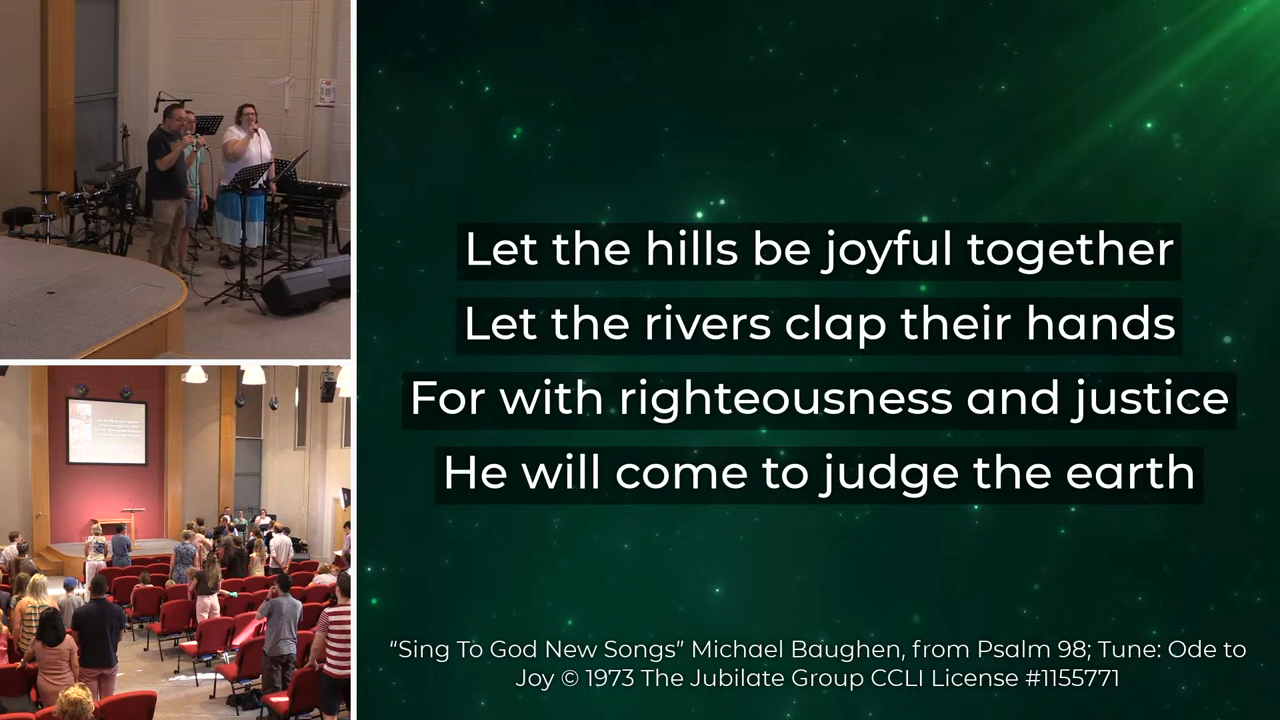 Let the hills be joyful together
Let the rivers clap their hands
For with righteousness and justice
He will come to judge the earth
“Sing To God New Songs” Michael Baughen, from Psalm 98; Tune: Ode to
Joy © 1973 The Jubilate Group CCLI License #1155771